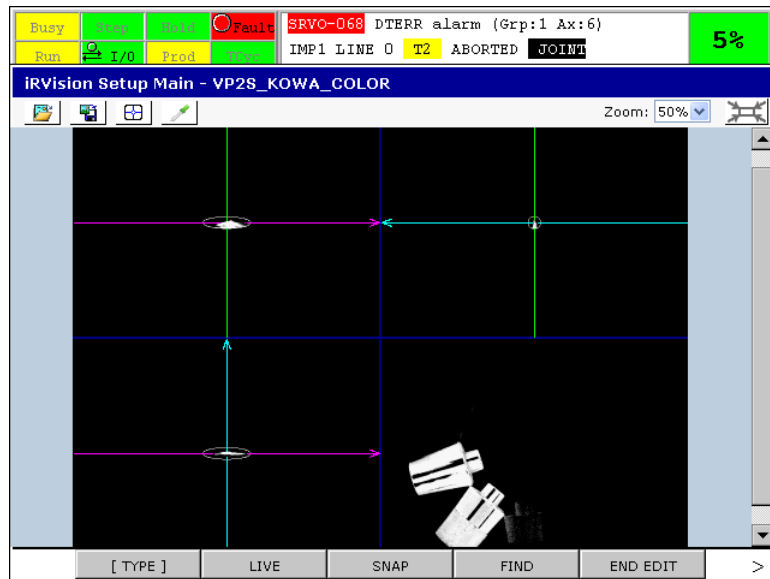 Busy Step Hold Fault SRVO-068 DTERR alarm (Grp:1 Ax:6)
Run I/O Prod TCyc IMP1 LINE 0 T2 ABORTED JOINT
5%
iRVision Setup Main - VP2S_KOWA_COLOR
Zoom: 50%
[ TYPE ] LIVE SNAP FIND END EDIT >